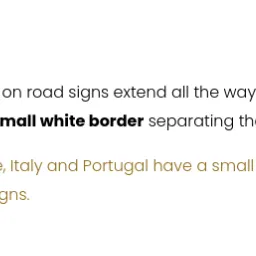 on road signs extend all the way
mall white border separating the
, Italy and Portugal have a small
gns.